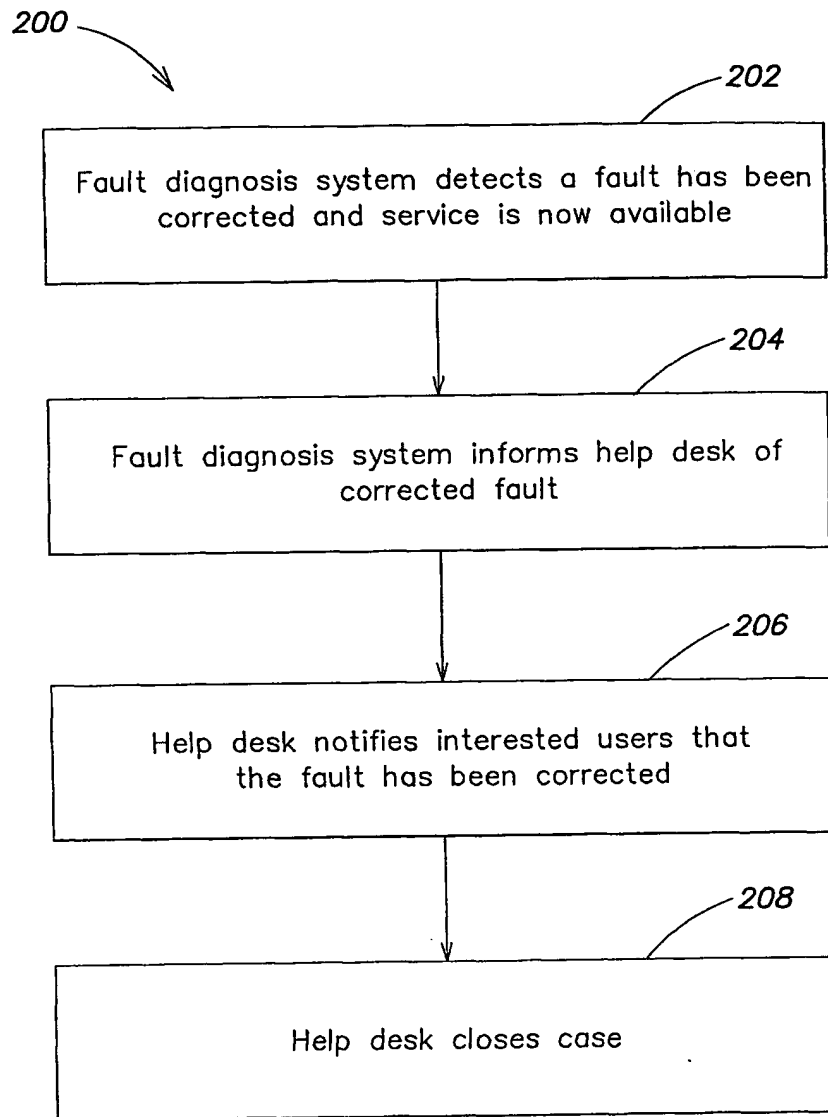 200
202
Fault diagnosis system detects a fault has been
corrected and service is now available
204
Fault diagnosis system informs help desk of
corrected fault
206
Help desk notifies interested users that
the fault has been corrected
208
Help desk closes case